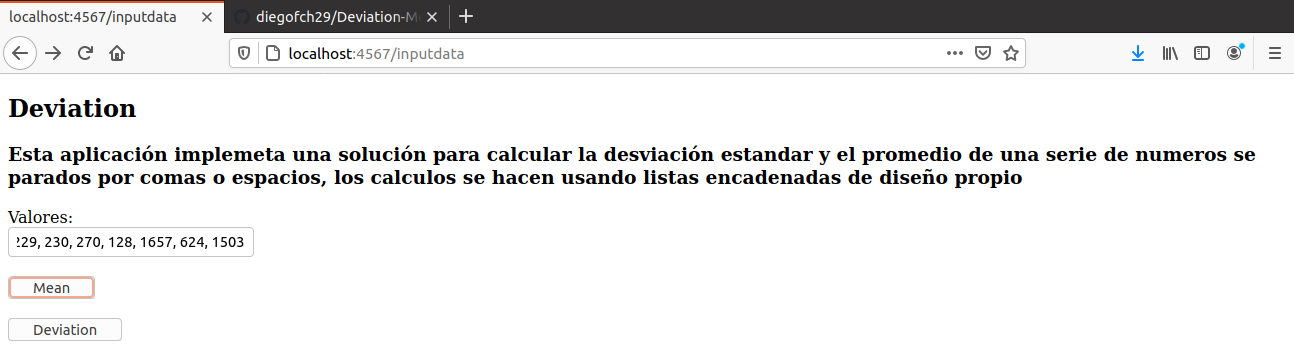 localhost:4567/inputdata
diegofch29/Deviation-M
localhost:4567/inputdata
Deviation
Esta aplicación implemeta una solución para calcular la desviación estandar y el promedio de una serie de numeros se
parados por comas o espacios, los calculos se hacen usando listas encadenadas de diseño propio
Valores:
229, 230, 270, 128, 1657, 624, 1503
Mean
Deviation